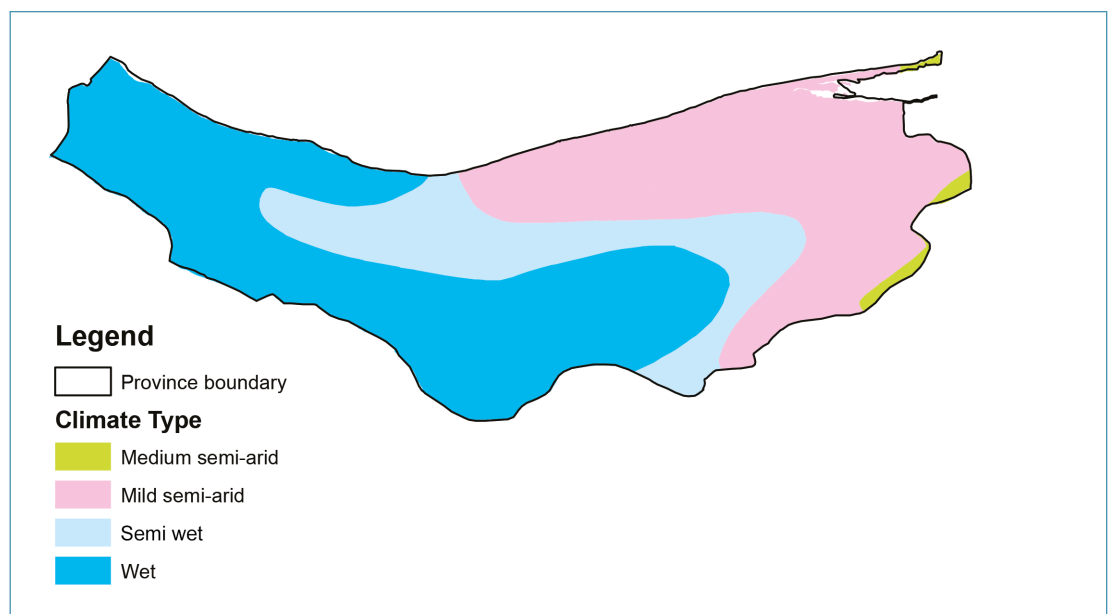 Legend
Province boundary
Climate Type
Medium semi-arid
Mild semi-arid
Semi wet
Wet